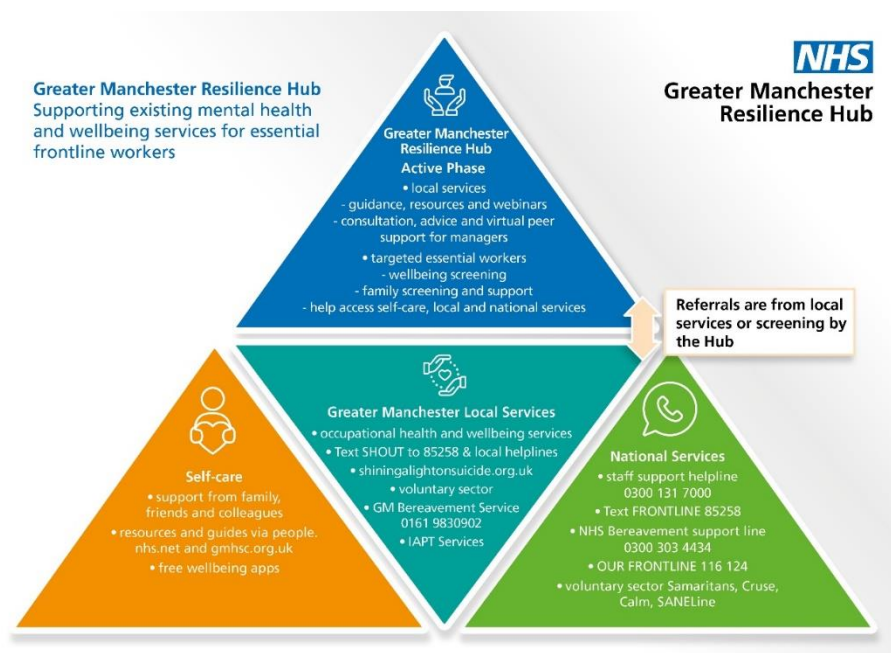 Greater Manchester Resilience Hub
Supporting existing mental health
and wellbeing services for essential
frontline workers
NHS
Greater Manchester
Resilience Hub
Greater Manchester
Resilience Hub
Active Phase
• local services
- guidance, resources and webinars
- consultation, advice and virtual peer
support for managers
• targeted essential workers
- wellbeing screening
- family screening and support
- help access self-care, local and national services
Referrals are from local
services or screening by
the Hub
Self-care
• support from family,
friends and colleagues
• resources and guides via people.
nhs.net and gmhsc.org.uk
• free wellbeing apps
Greater Manchester Local Services
• occupational health and wellbeing services
• Text SHOUT to 85258 & local helplines
• shiningalightonsuicide.org.uk
• voluntary sector
• GM Bereavement Service
0161 9830902
• IAPT Services
National Services
• staff support helpline
0300 131 7000
• Text FRONTLINE 85258
• NHS Bereavement support line
0300 303 4434
• OUR FRONTLINE 116 124
• voluntary sector Samaritans, Cruse,
Calm, SANELine